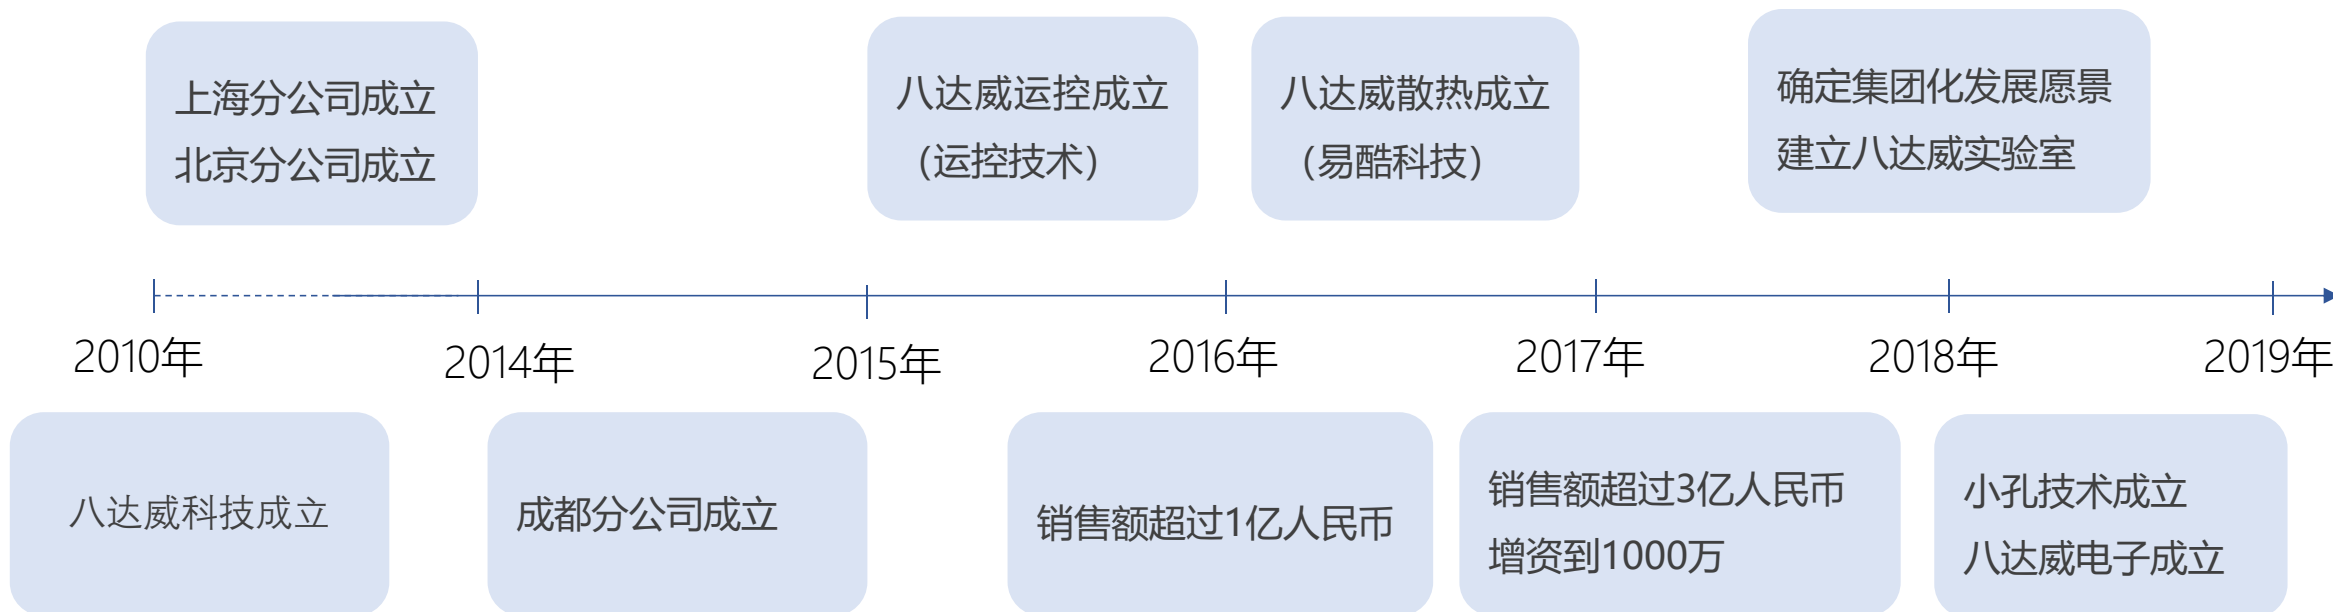 上海分公司成立
北京分公司成立
八达威运控成立
（运控技术）
八达威散热成立
（易酷科技）
确定集团化发展愿景
建立八达威实验室
2010年
2014年
2015年
2016年
2017年
2018年
2019年
八达威科技成立
成都分公司成立
销售额超过1亿人民币
销售额超过3亿人民币
增资到1000万
小孔技术成立
八达威电子成立